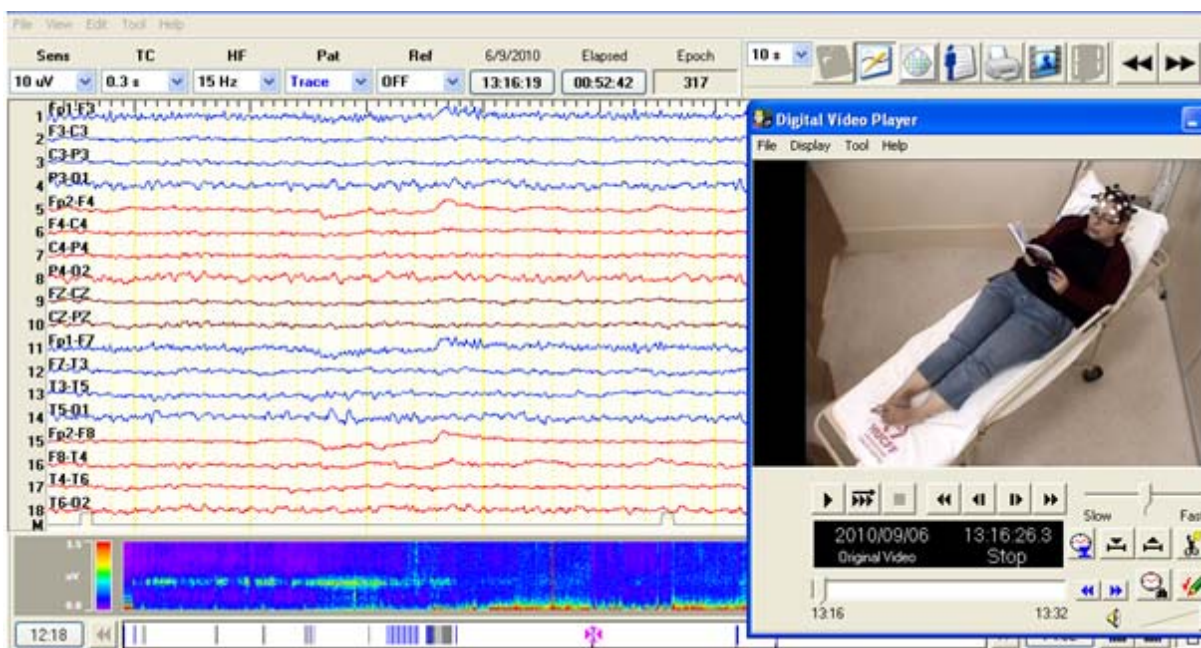 File View Edit Tool Help
Sens TC HF Pat Ref 6/9/2010 Elapsed Epoch
10 uV 0.3 s 15 Hz Trace OFF 13:16:19 00:52:42 317
10 s
1 Fp1-F3
2 F3-C3
3 C3-P3
4 P3-O1
5 Fp2-F4
6 F4-C4
7 C4-P4
8 P4-O2
9 FZ-CZ
10 CZ-PZ
11 Fp1-F7
12 F7-T3
13 T3-T5
14 T5-O1
15 Fp2-F8
16 F8-T4
17 T4-T6
18 T6-O2
M
uV
0.0
12:18
Digital Video Player
File Display Tool Help
HUCFF
Slow Fast
2010/09/06 13:16:26.3
Original Video Stop
13:16 13:32